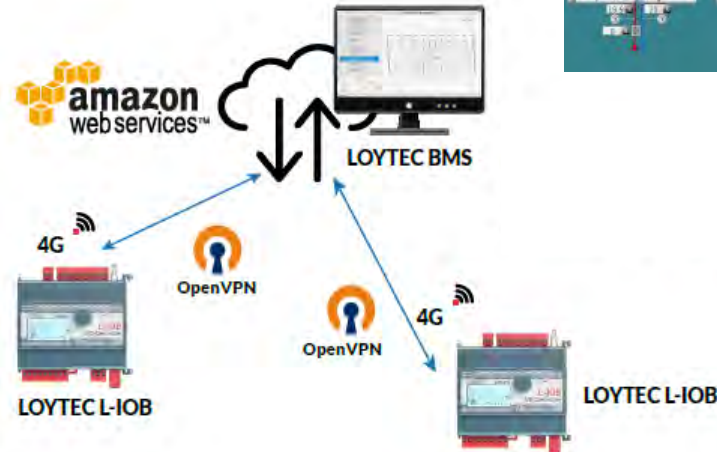 amazon
web services™
LOYTEC BMS
4G
OpenVPN
OpenVPN
4G
LOYTEC L-IOB
LOYTEC L-IOB